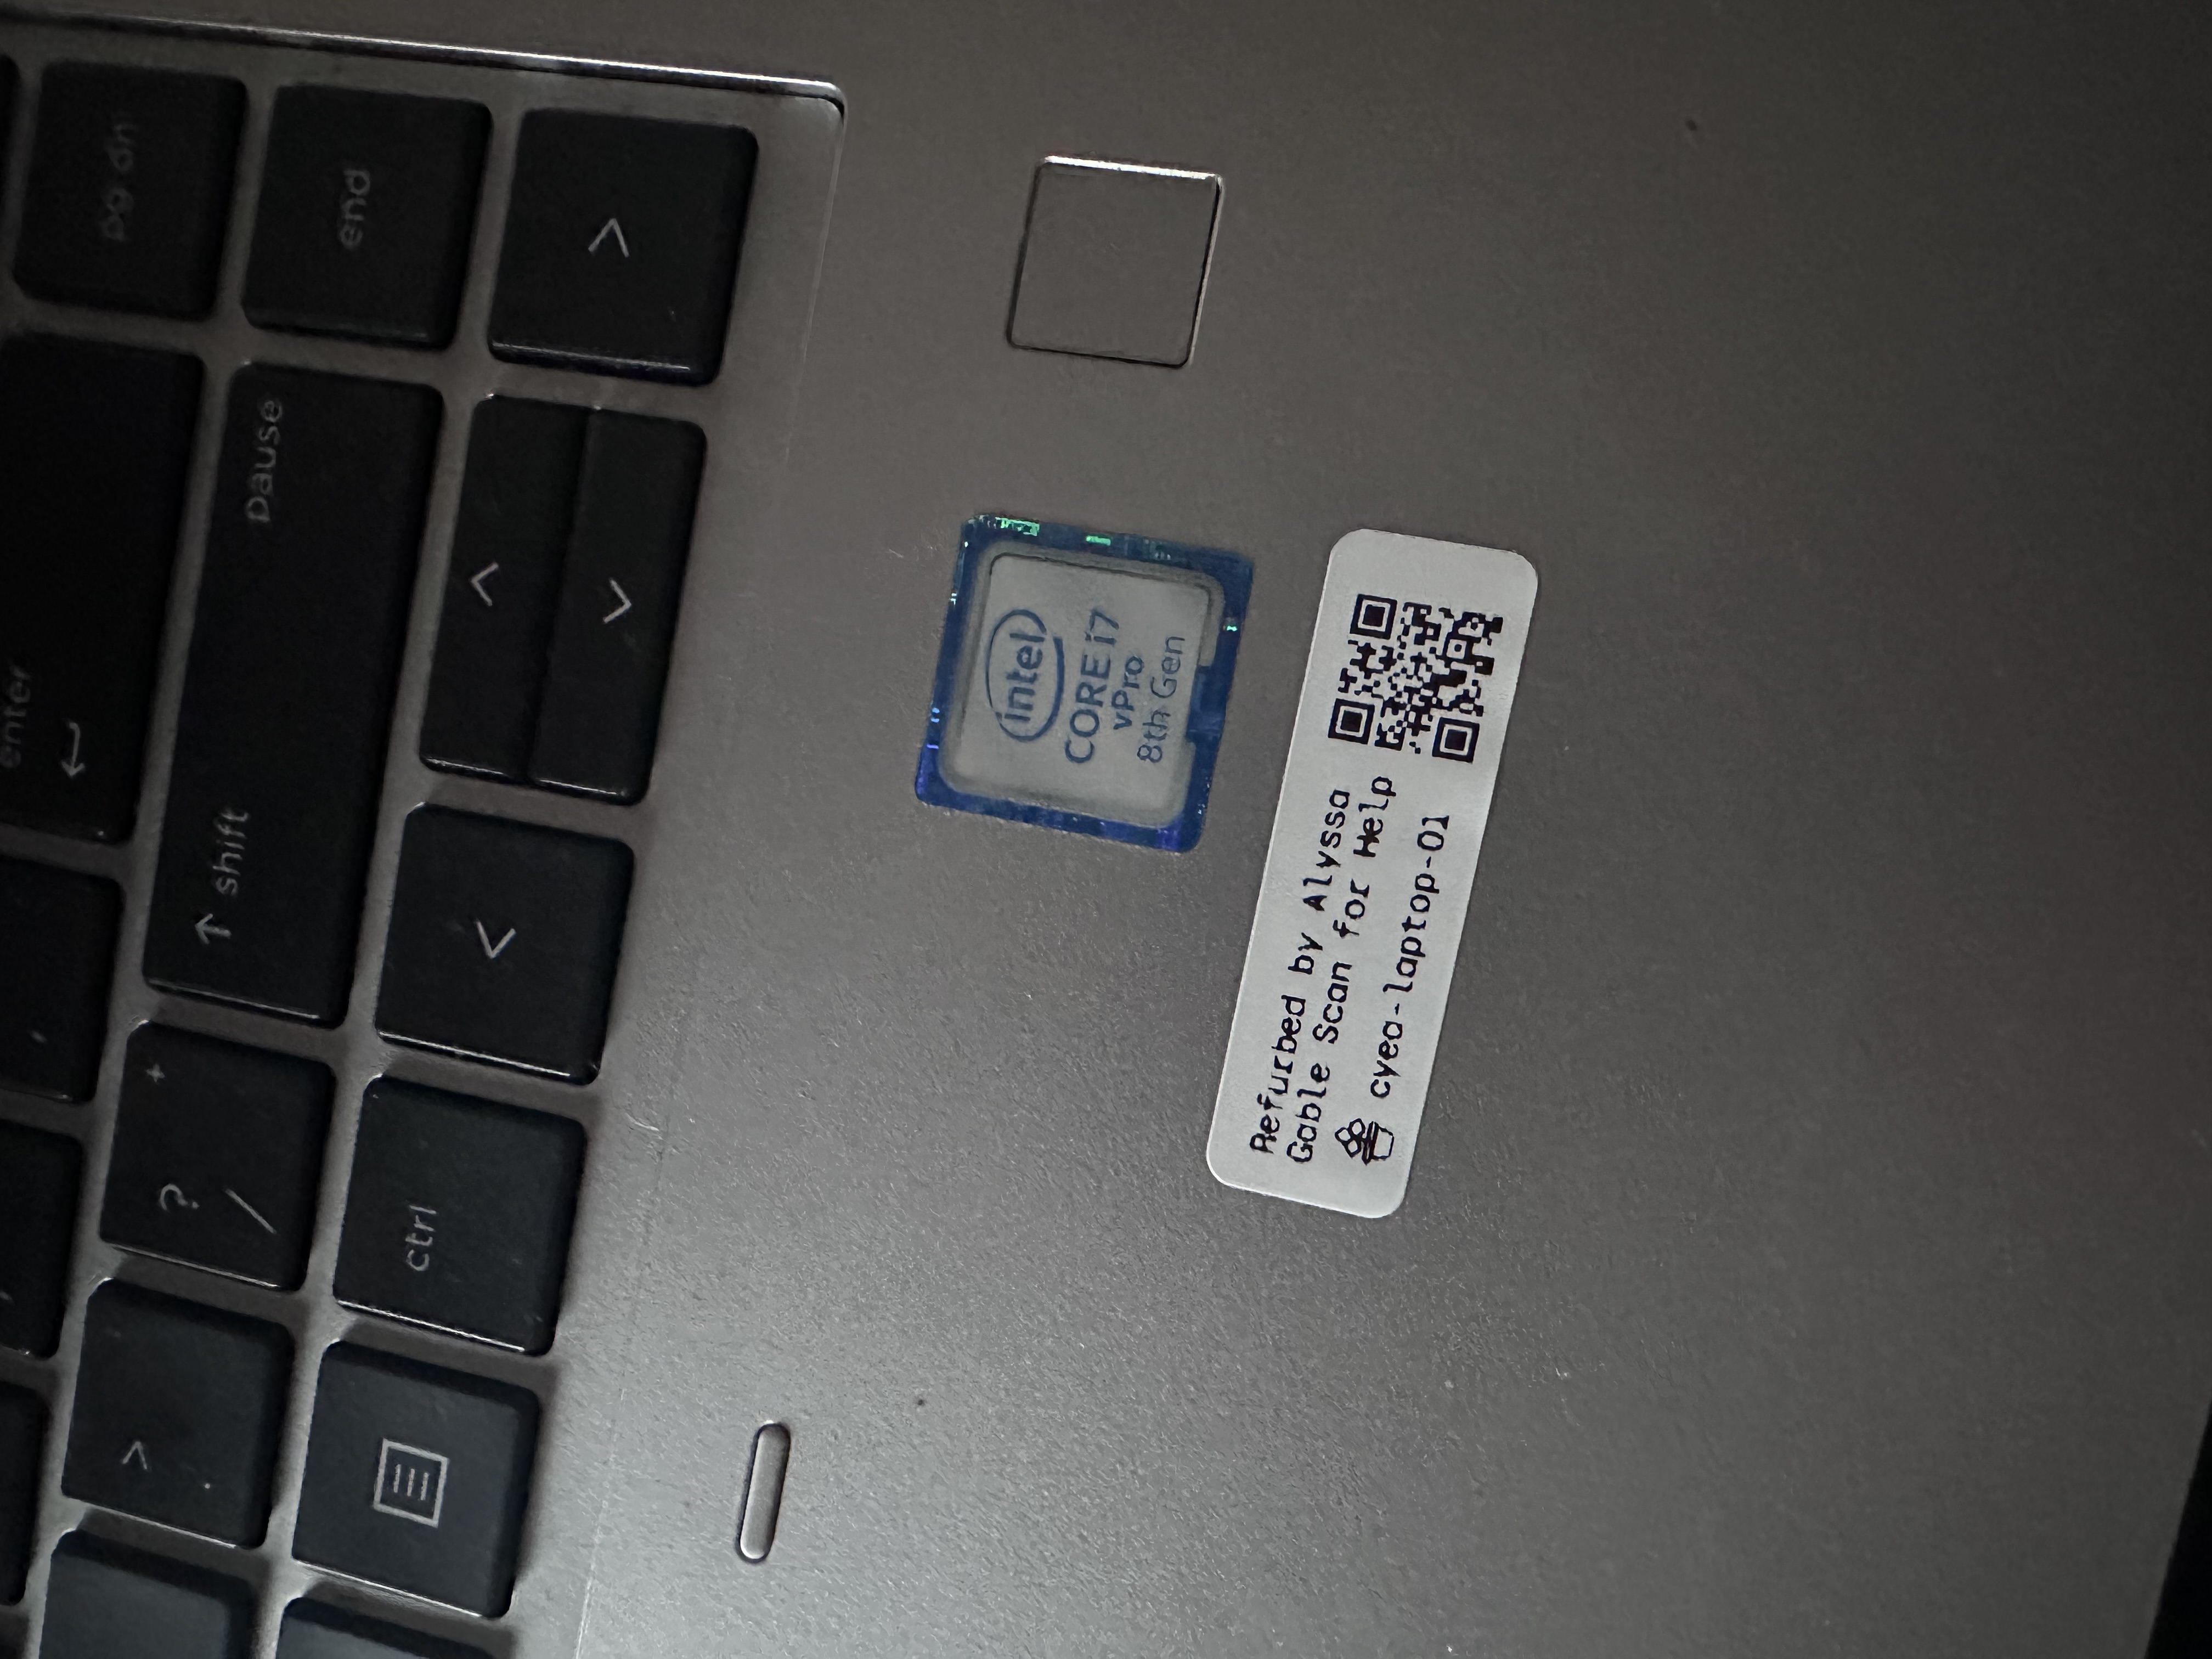 enter
pg dn
>
.
?
+
/
shift
pause
end
ctrl
<
>
intel
CORE i7
vPro
8th Gen
Refurbed by Alyssa
Gable Scan for Help
cyea-laptop-01